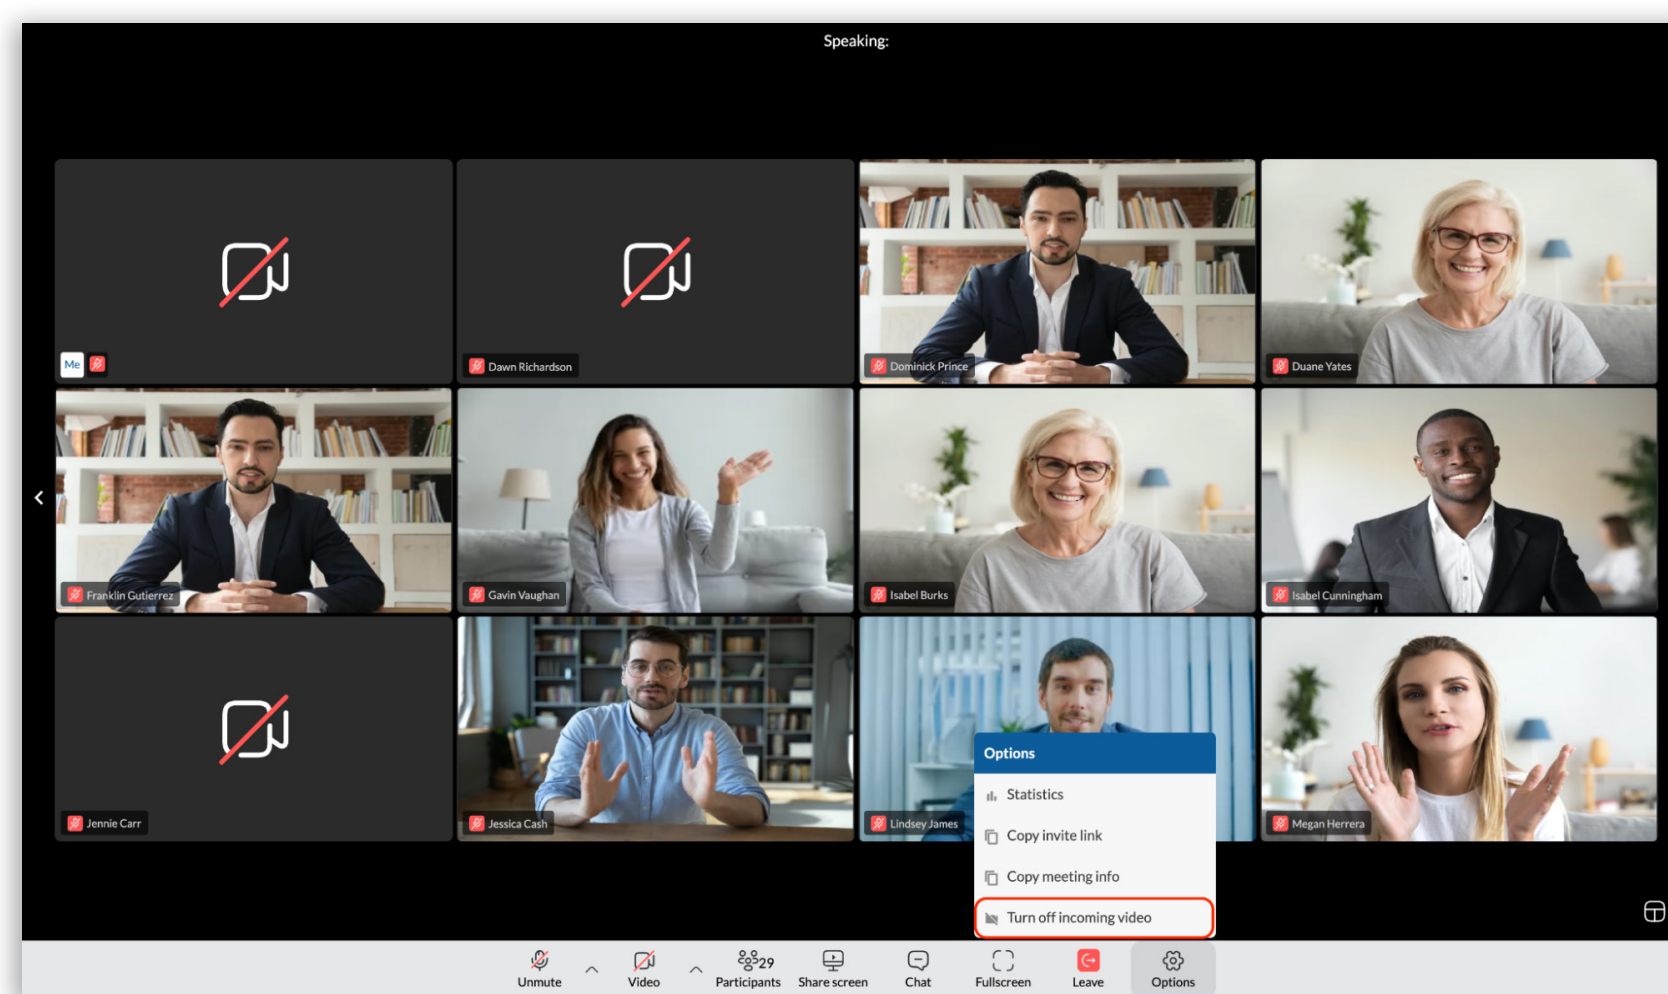 Speaking:
Me
Dawn Richardson
Dominick Prince
Duane Yates
Franklin Gutierrez
Gavin Vaughan
Isabel Burks
Isabel Cunningham
Jennie Carr
Jessica Cash
Lindsey James
Megan Herrera
Options
Statistics
Copy invite link
Copy meeting info
Turn off incoming video
29
Unmute
Video
Participants
Share screen
Chat
Fullscreen
Leave
Options